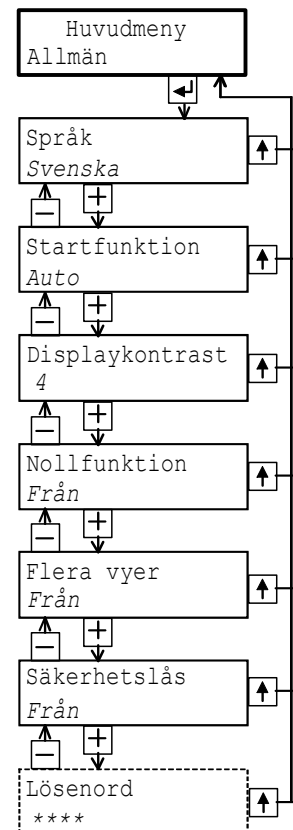 Huvudmeny
Allmän
Språk
Svenska
Startfunktion
Auto
Displaykontrast
4
Nollfunktion
Från
Flera vyer
Från
Säkerhetslås
Från
Lösenord
****